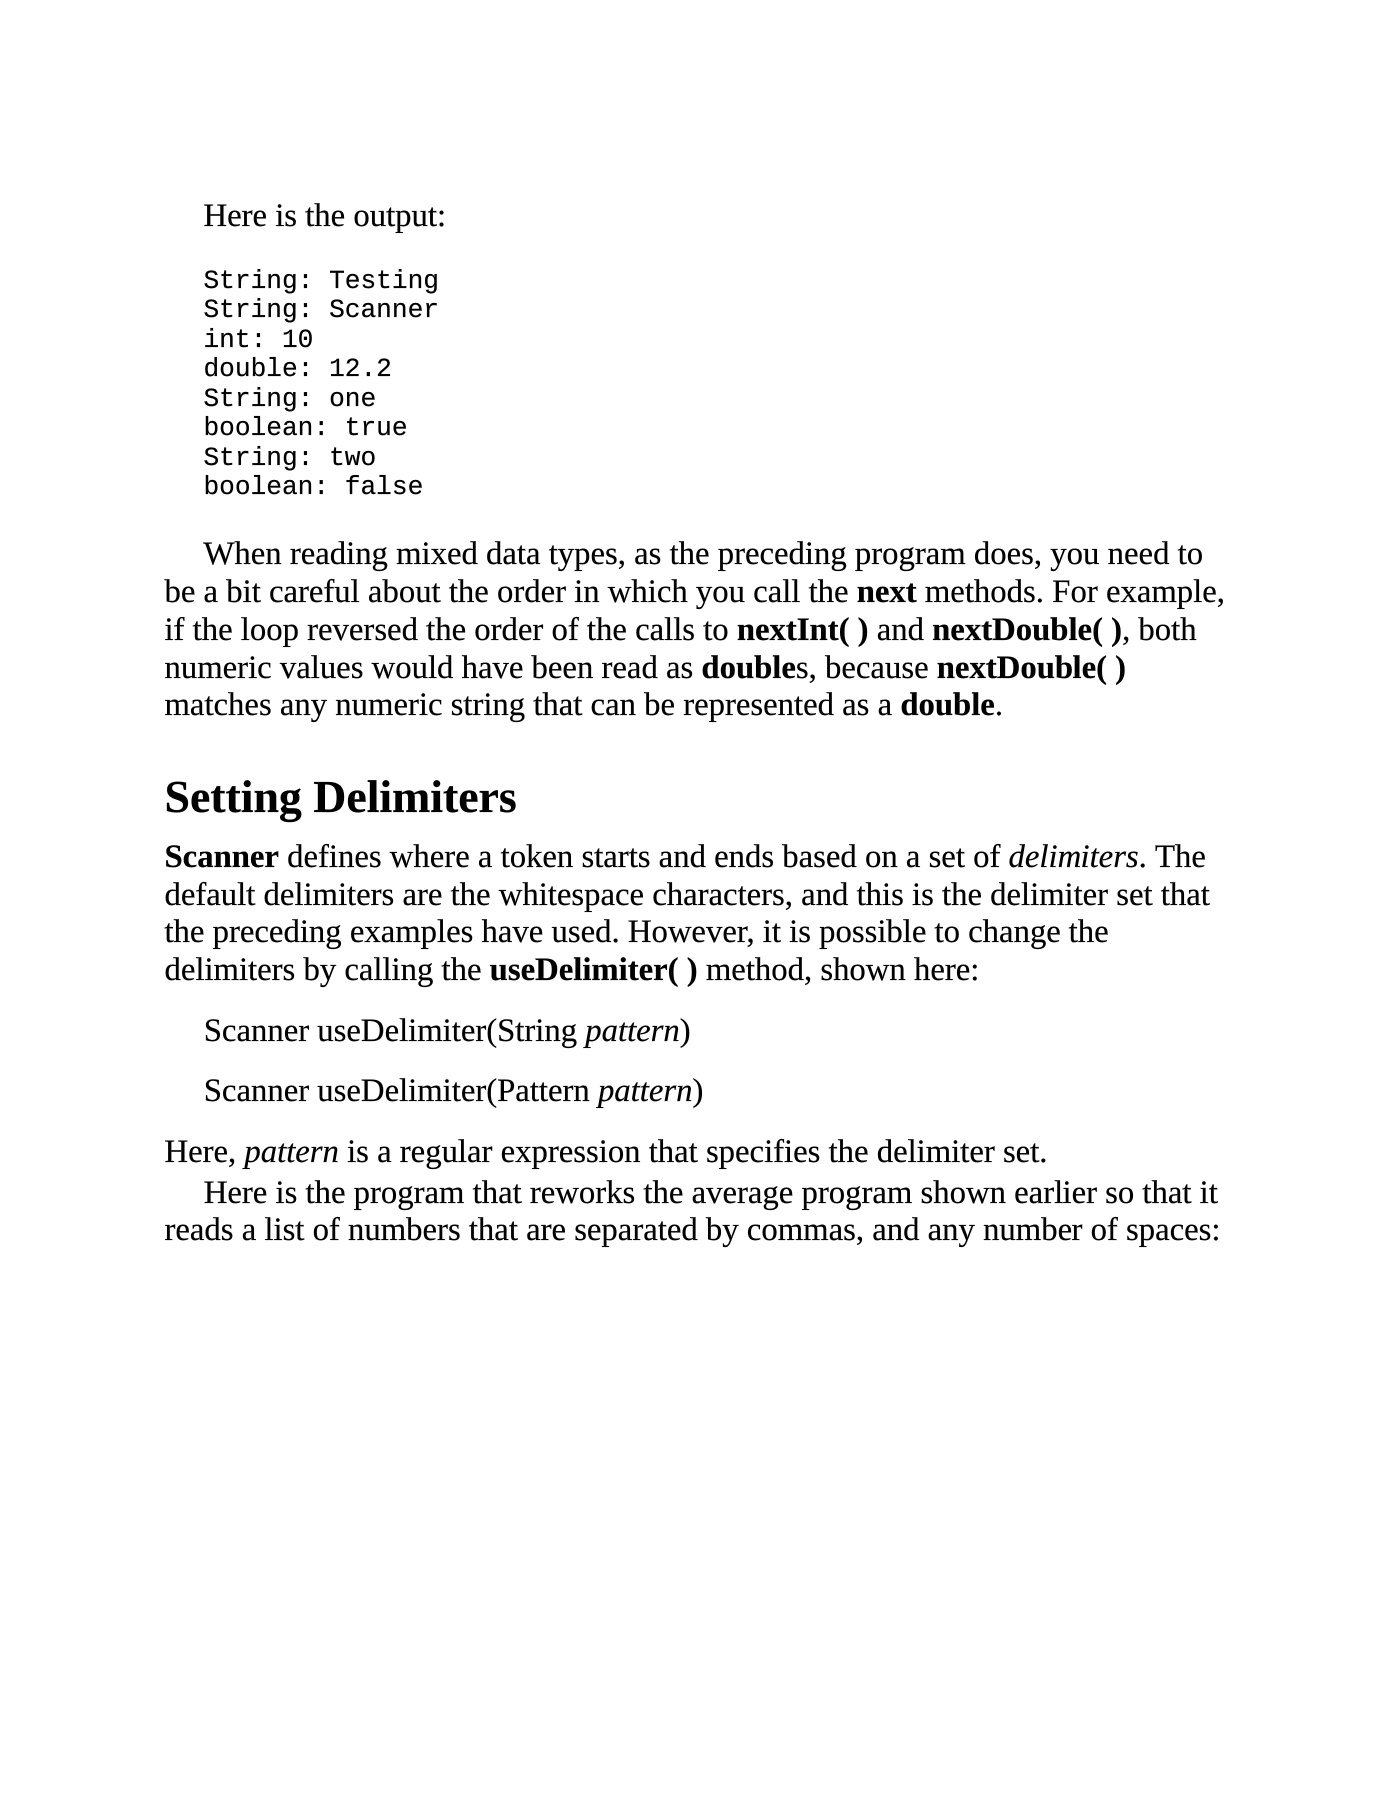 Here is the output:
String: Testing
String: Scanner
int: 10
double: 12.2
String: one
boolean: true
String: two
boolean: false
When reading mixed data types, as the preceding program does, you need to
be a bit careful about the order in which you call the next methods. For example,
if the loop reversed the order of the calls to nextInt( ) and nextDouble( ), both
numeric values would have been read as doubles, because nextDouble( )
matches any numeric string that can be represented as a double.
Setting Delimiters
Scanner defines where a token starts and ends based on a set of delimiters. The
default delimiters are the whitespace characters, and this is the delimiter set that
the preceding examples have used. However, it is possible to change the
delimiters by calling the useDelimiter( ) method, shown here:
Scanner useDelimiter(String pattern)
Scanner useDelimiter(Pattern pattern)
Here, pattern is a regular expression that specifies the delimiter set.
Here is the program that reworks the average program shown earlier so that it
reads a list of numbers that are separated by commas, and any number of spaces: